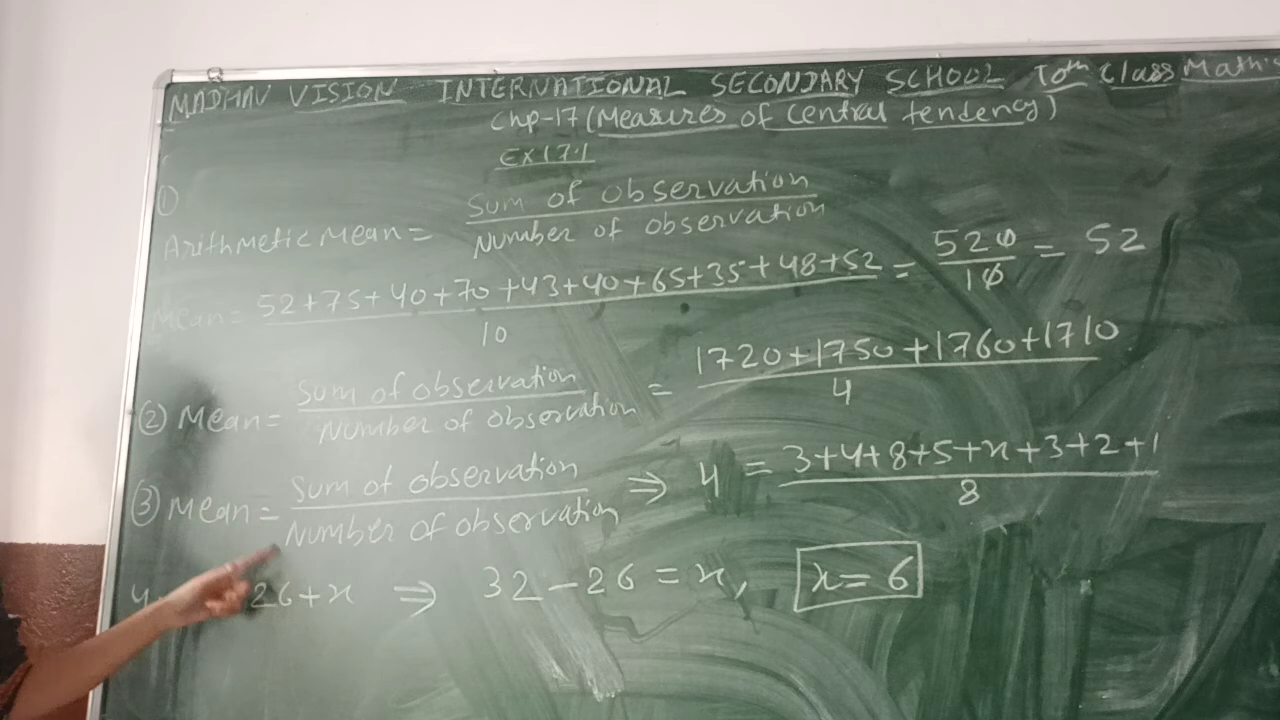 MADHAV VISION INTERNATIONAL SECONDARY SCHOOL 10th Class Maths
Chp-17 (Measures of Central tendency)
Ex 17.1
①
Arithmetic Mean = Sum of observation / Number of observation
Mean = 52+75+40+70+43+40+65+35+48+52 / 10 = 520 / 10 = 52
② Mean = Sum of observation / Number of observation = 1720+1750+1760+1710 / 4
③ Mean = Sum of observation / Number of observation ⇒ 4 = 3+4+8+5+x+3+2+1 / 8
26+x ⇒ 32-26 = x, x=6